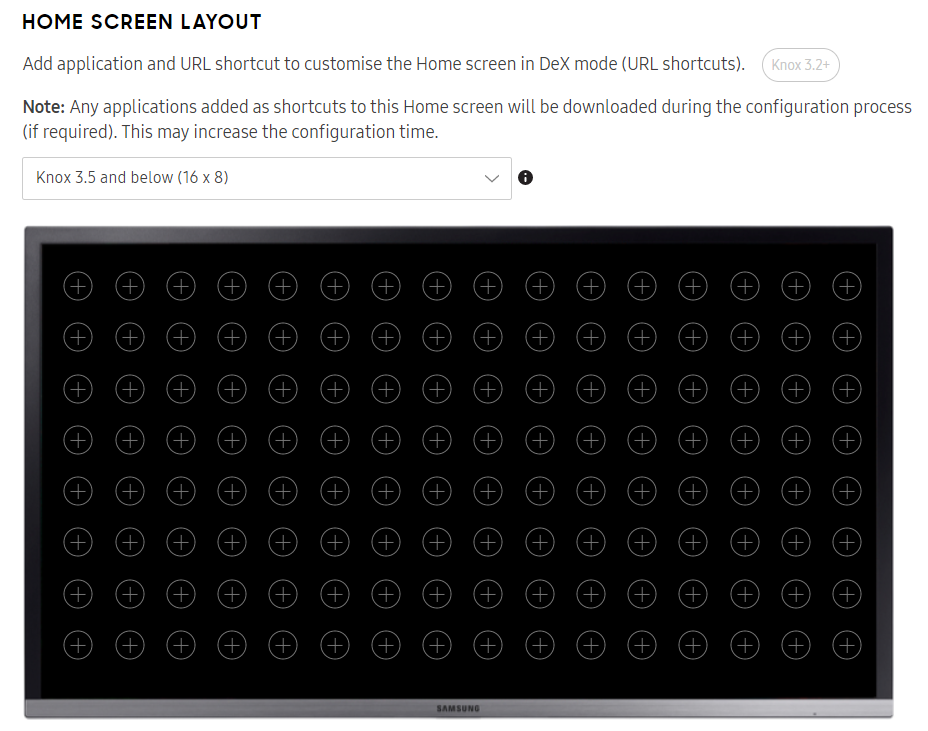 HOME SCREEN LAYOUT
Add application and URL shortcut to customise the Home screen in DeX mode (URL shortcuts). Knox 3.2+
Note: Any applications added as shortcuts to this Home screen will be downloaded during the configuration process
(if required). This may increase the configuration time.
Knox 3.5 and below (16 x 8)
SAMSUNG